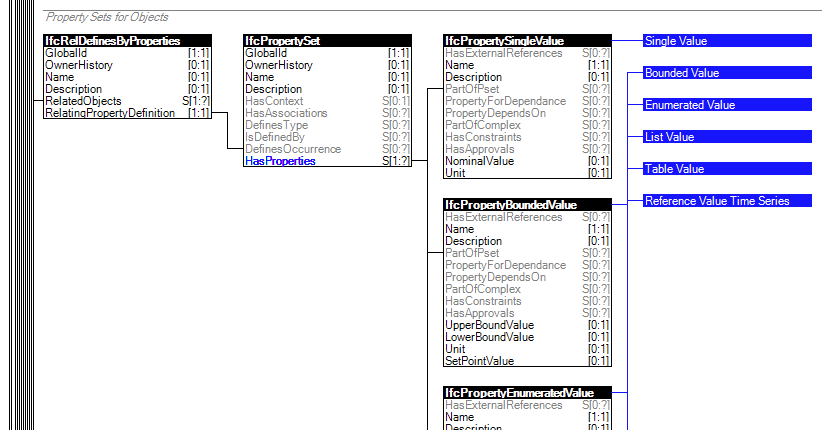 Property Sets for Objects
IfcRelDefinesByProperties
GlobalId [1:1]
OwnerHistory [0:1]
Name [0:1]
Description [0:1]
RelatedObjects S[1:?]
RelatingPropertyDefinition [1:1]
IfcPropertySet
GlobalId [1:1]
OwnerHistory [0:1]
Name [0:1]
Description [0:1]
HasContext S[0:1]
HasAssociations S[0:?]
DefinesType S[0:?]
IsDefinedBy S[0:?]
DefinesOccurrence S[0:?]
HasProperties S[1:?]
IfcPropertySingleValue
HasExternalReferences S[0:?]
Name [1:1]
Description [0:1]
PartOfPset S[0:?]
PropertyForDependance S[0:?]
PropertyDependsOn S[0:?]
PartOfComplex S[0:?]
HasConstraints S[0:?]
HasApprovals S[0:?]
NominalValue [0:1]
Unit [0:1]
IfcPropertyBoundedValue
HasExternalReferences S[0:?]
Name [1:1]
Description [0:1]
PartOfPset S[0:?]
PropertyForDependance S[0:?]
PropertyDependsOn S[0:?]
PartOfComplex S[0:?]
HasConstraints S[0:?]
HasApprovals S[0:?]
UpperBoundValue [0:1]
LowerBoundValue [0:1]
Unit [0:1]
SetPointValue [0:1]
IfcPropertyEnumeratedValue
HasExternalReferences S[0:?]
Name [1:1]
Description [0:1]
Single Value
Bounded Value
Enumerated Value
List Value
Table Value
Reference Value Time Series